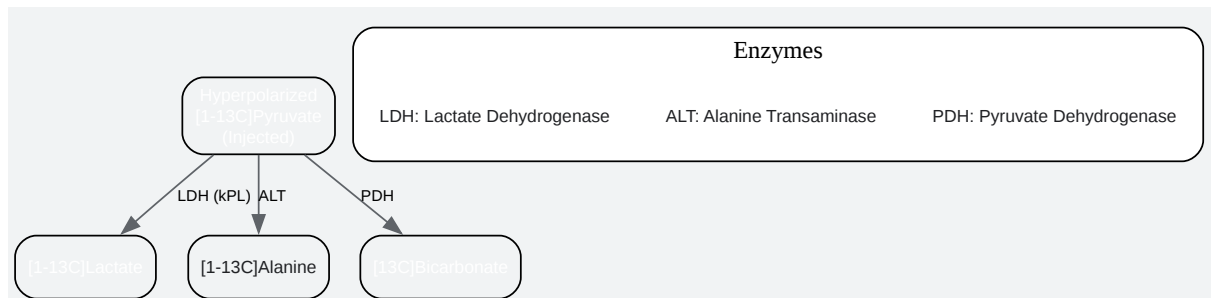 Enzymes
LDH: Lactate Dehydrogenase
ALT: Alanine Transaminase
PDH: Pyruvate Dehydrogenase
Hyperpolarized
[1-13C]Pyruvate
(Injected)
LDH (kPL)
ALT
PDH
[1-13C]Lactate
[1-13C]Alanine
[13C]Bicarbonate